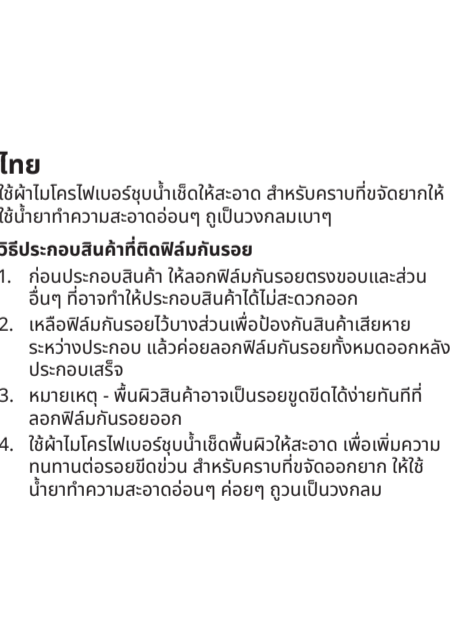 ไทย
ใช้ผ้าไมโครไฟเบอร์ชุบน้ำเช็ดให้สะอาด สำหรับคราบที่ขจัดยากให้
ใช้น้ำยาทำความสะอาดอ่อนๆ ถูเป็นวงกลมเบาๆ
วิธีประกอบสินค้าที่ติดฟิล์มกันรอย
1. ก่อนประกอบสินค้า ให้ลอกฟิล์มกันรอยตรงขอบและส่วน
อื่นๆ ที่อาจทำให้ประกอบสินค้าได้ไม่สะดวกออก
2. เหลือฟิล์มกันรอยไว้บางส่วนเพื่อป้องกันสินค้าเสียหาย
ระหว่างประกอบ แล้วค่อยลอกฟิล์มกันรอยทั้งหมดออกหลัง
ประกอบเสร็จ
3. หมายเหตุ - พื้นผิวสินค้าอาจเป็นรอยขูดขีดได้ง่ายทันทีที่
ลอกฟิล์มกันรอยออก
4. ใช้ผ้าไมโครไฟเบอร์ชุบน้ำเช็ดพื้นผิวให้สะอาด เพื่อเพิ่มความ
ทนทานต่อรอยขีดข่วน สำหรับคราบที่ขจัดออกยาก ให้ใช้
น้ำยาทำความสะอาดอ่อนๆ ค่อยๆ ถูวนเป็นวงกลม